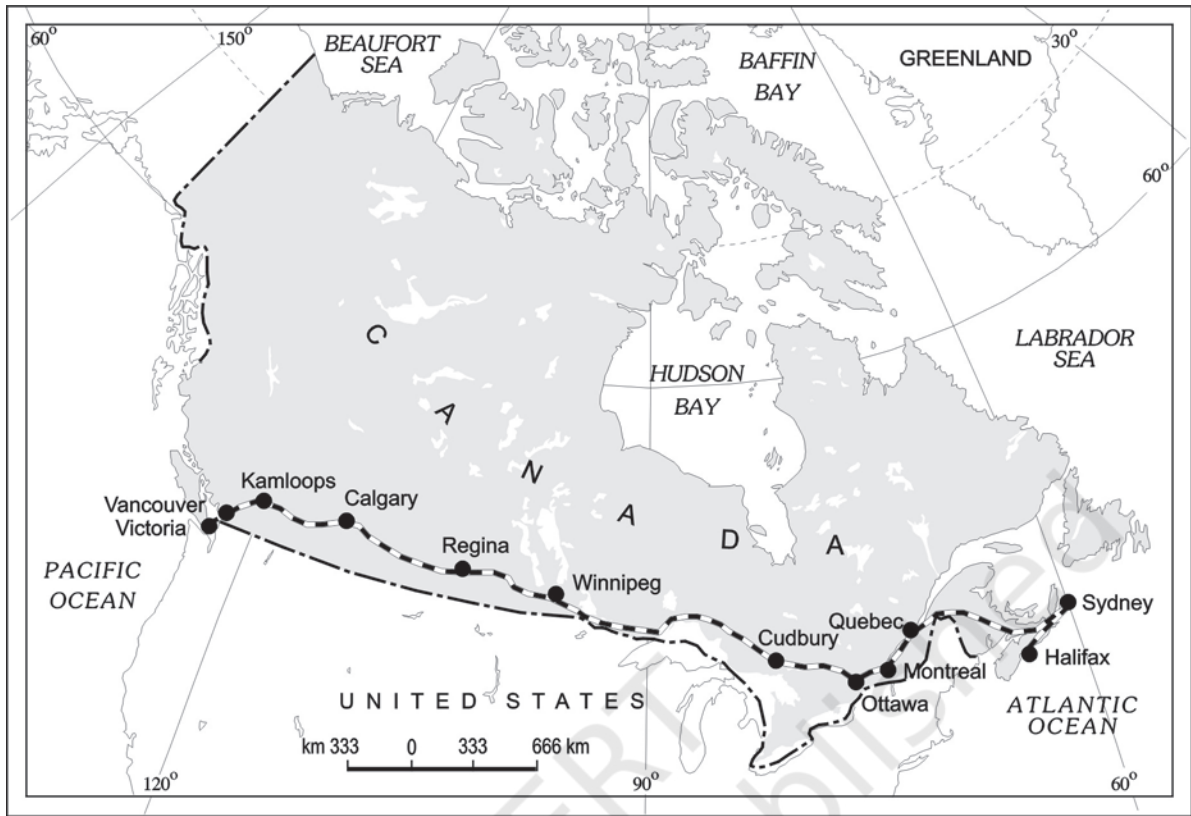 60°
150°
BEAUFORT
SEA
BAFFIN
BAY
GREENLAND
30°
60°
LABRADOR
SEA
HUDSON
BAY
C A N A D A
Kamloops
Vancouver
Victoria
Calgary
Regina
Winnipeg
PACIFIC
OCEAN
Cudbury
Quebec
Sydney
Montreal
Halifax
Ottawa
UNITED STATES
ATLANTIC
OCEAN
km 333 0 333 666 km
120°
90°
60°